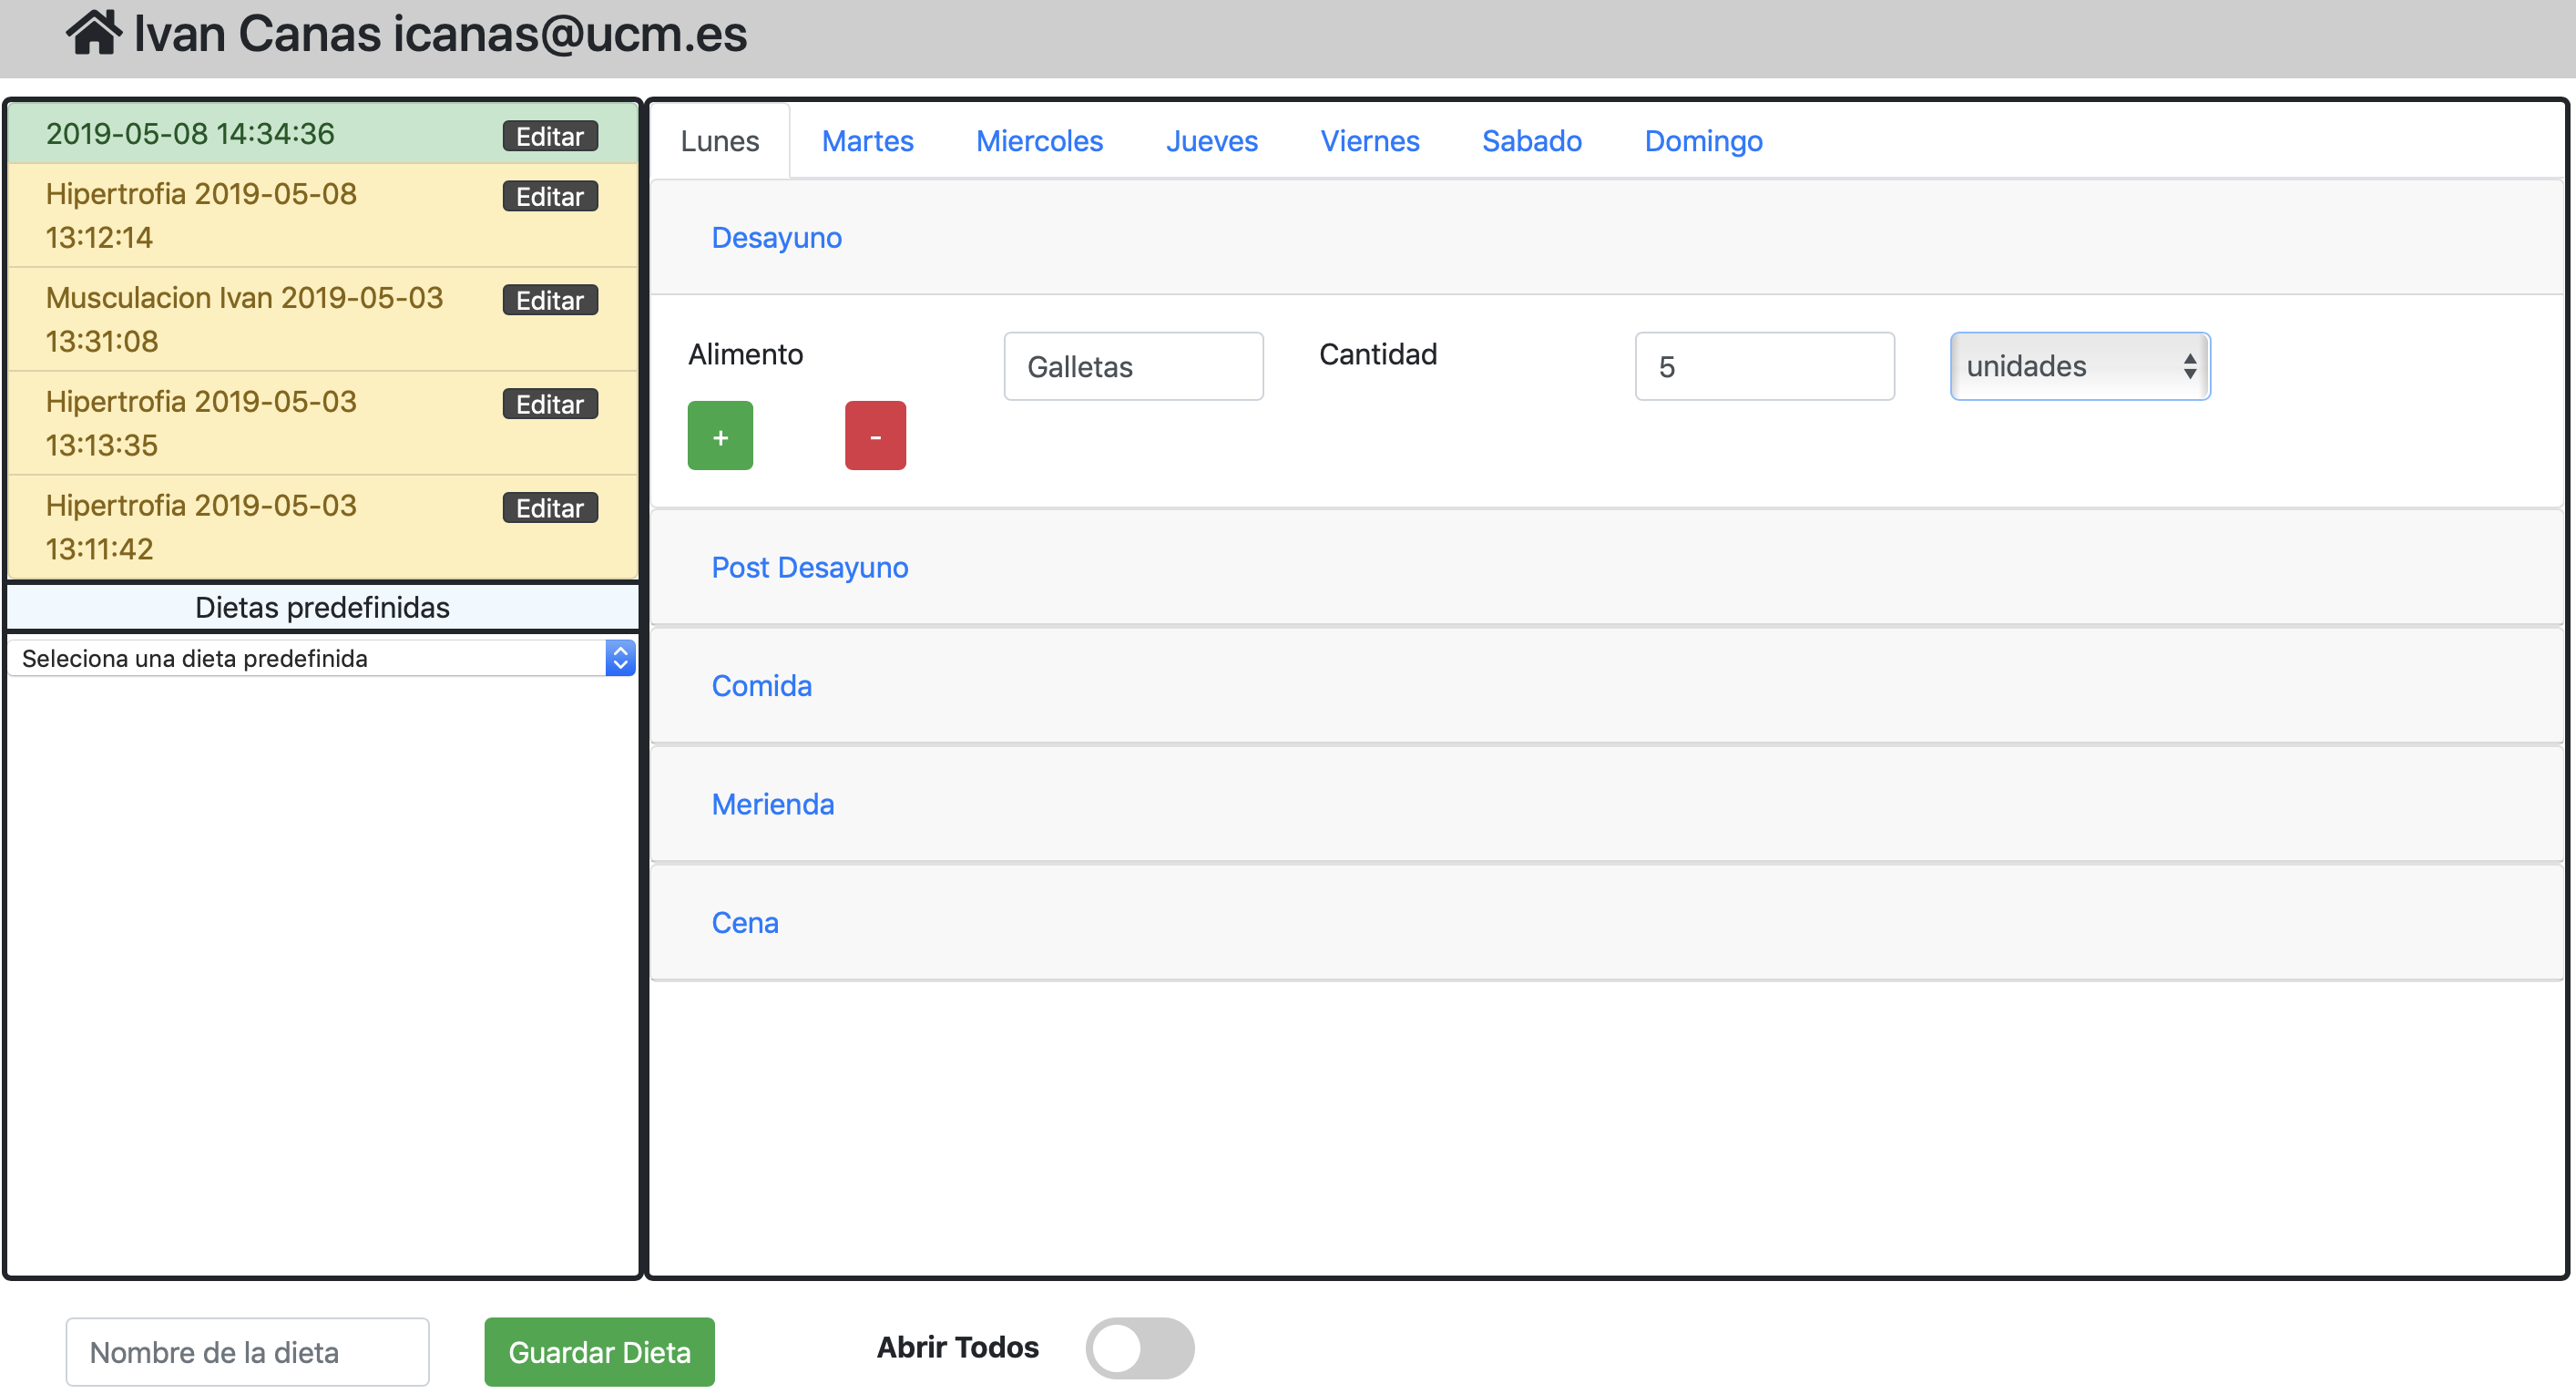 Ivan Canas icanas@ucm.es
2019-05-08 14:34:36 Editar
Hipertrofia 2019-05-08 Editar
13:12:14
Musculacion Ivan 2019-05-03 Editar
13:31:08
Hipertrofia 2019-05-03 Editar
13:13:35
Hipertrofia 2019-05-03 Editar
13:11:42
Dietas predefinidas
Seleciona una dieta predefinida
Lunes Martes Miercoles Jueves Viernes Sabado Domingo
Desayuno
Alimento Galletas Cantidad 5 unidades
+ -
Post Desayuno
Comida
Merienda
Cena
Nombre de la dieta Guardar Dieta Abrir Todos